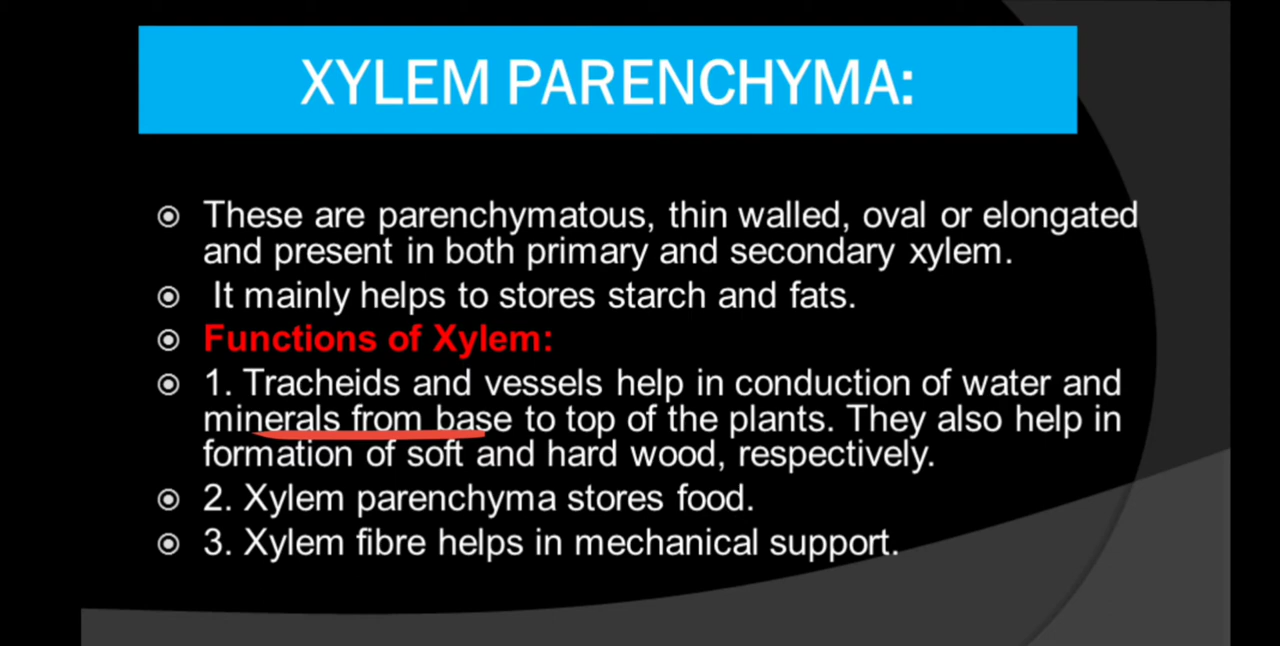 XYLEM PARENCHYMA:
These are parenchymatous, thin walled, oval or elongated
and present in both primary and secondary xylem.
It mainly helps to stores starch and fats.
Functions of Xylem:
1. Tracheids and vessels help in conduction of water and
minerals from base to top of the plants. They also help in
formation of soft and hard wood, respectively.
2. Xylem parenchyma stores food.
3. Xylem fibre helps in mechanical support.